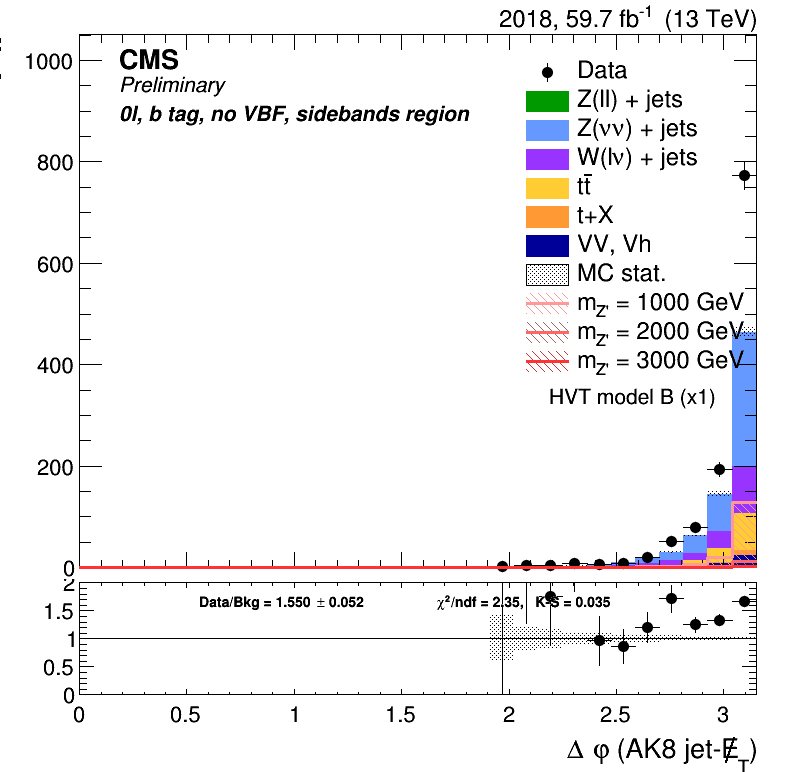 2018, 59.7 fb⁻¹ (13 TeV)
CMS
Preliminary
0l, b tag, no VBF, sidebands region
Data
Z(ll) + jets
Z(νν) + jets
W(lν) + jets
tt̄
t+X
VV, Vh
MC stat.
m_Z' = 1000 GeV
m_Z' = 2000 GeV
m_Z' = 3000 GeV
HVT model B (x1)
1000
800
600
400
200
0
Data/Bkg = 1.550 ± 0.052
χ²/ndf = 2.35, K-S = 0.035
2
1.5
1
0.5
0
0 0.5 1 1.5 2 2.5 3
Δ φ (AK8 jet-E̸_T)